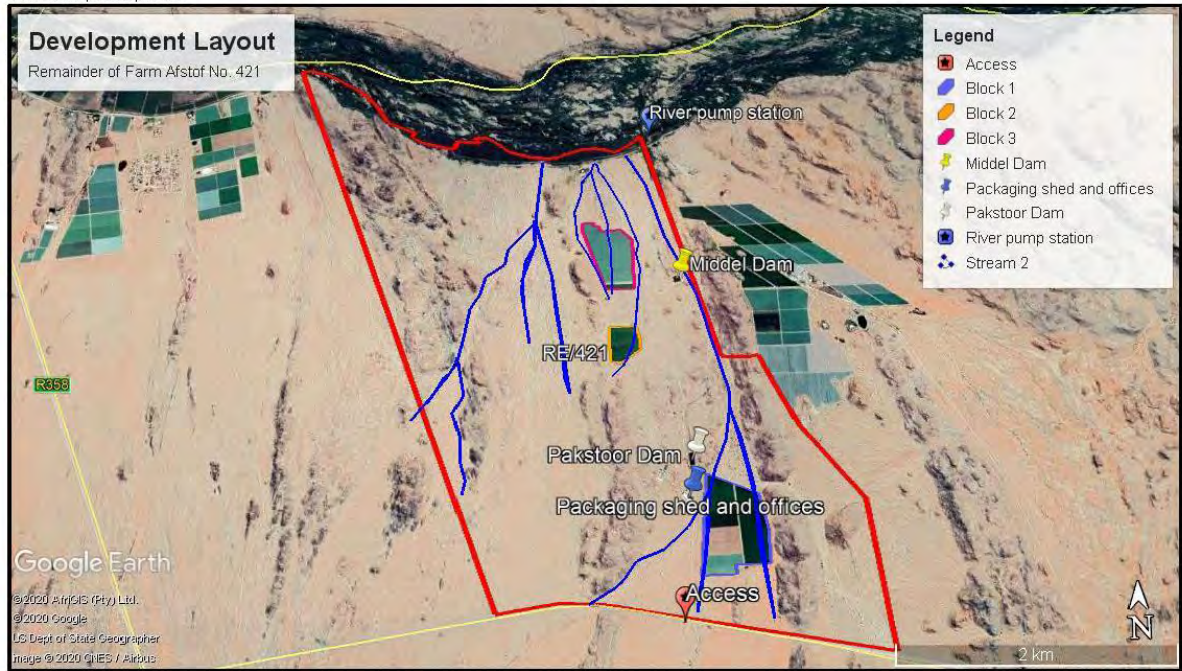 Development Layout
Remainder of Farm Afstof No. 421
Legend
Access
Block 1
Block 2
Block 3
Middel Dam
Packaging shed and offices
Pakstoor Dam
River pump station
Stream 2
River pump station
Middel Dam
RE/421
R358
Pakstoor Dam
Packaging shed and offices
Access
Google Earth
©2020 AfriGIS (Pty) Ltd.
©2020 Google
US Dept of State Geographer
Image © 2020 CNES / Airbus
N
2 km